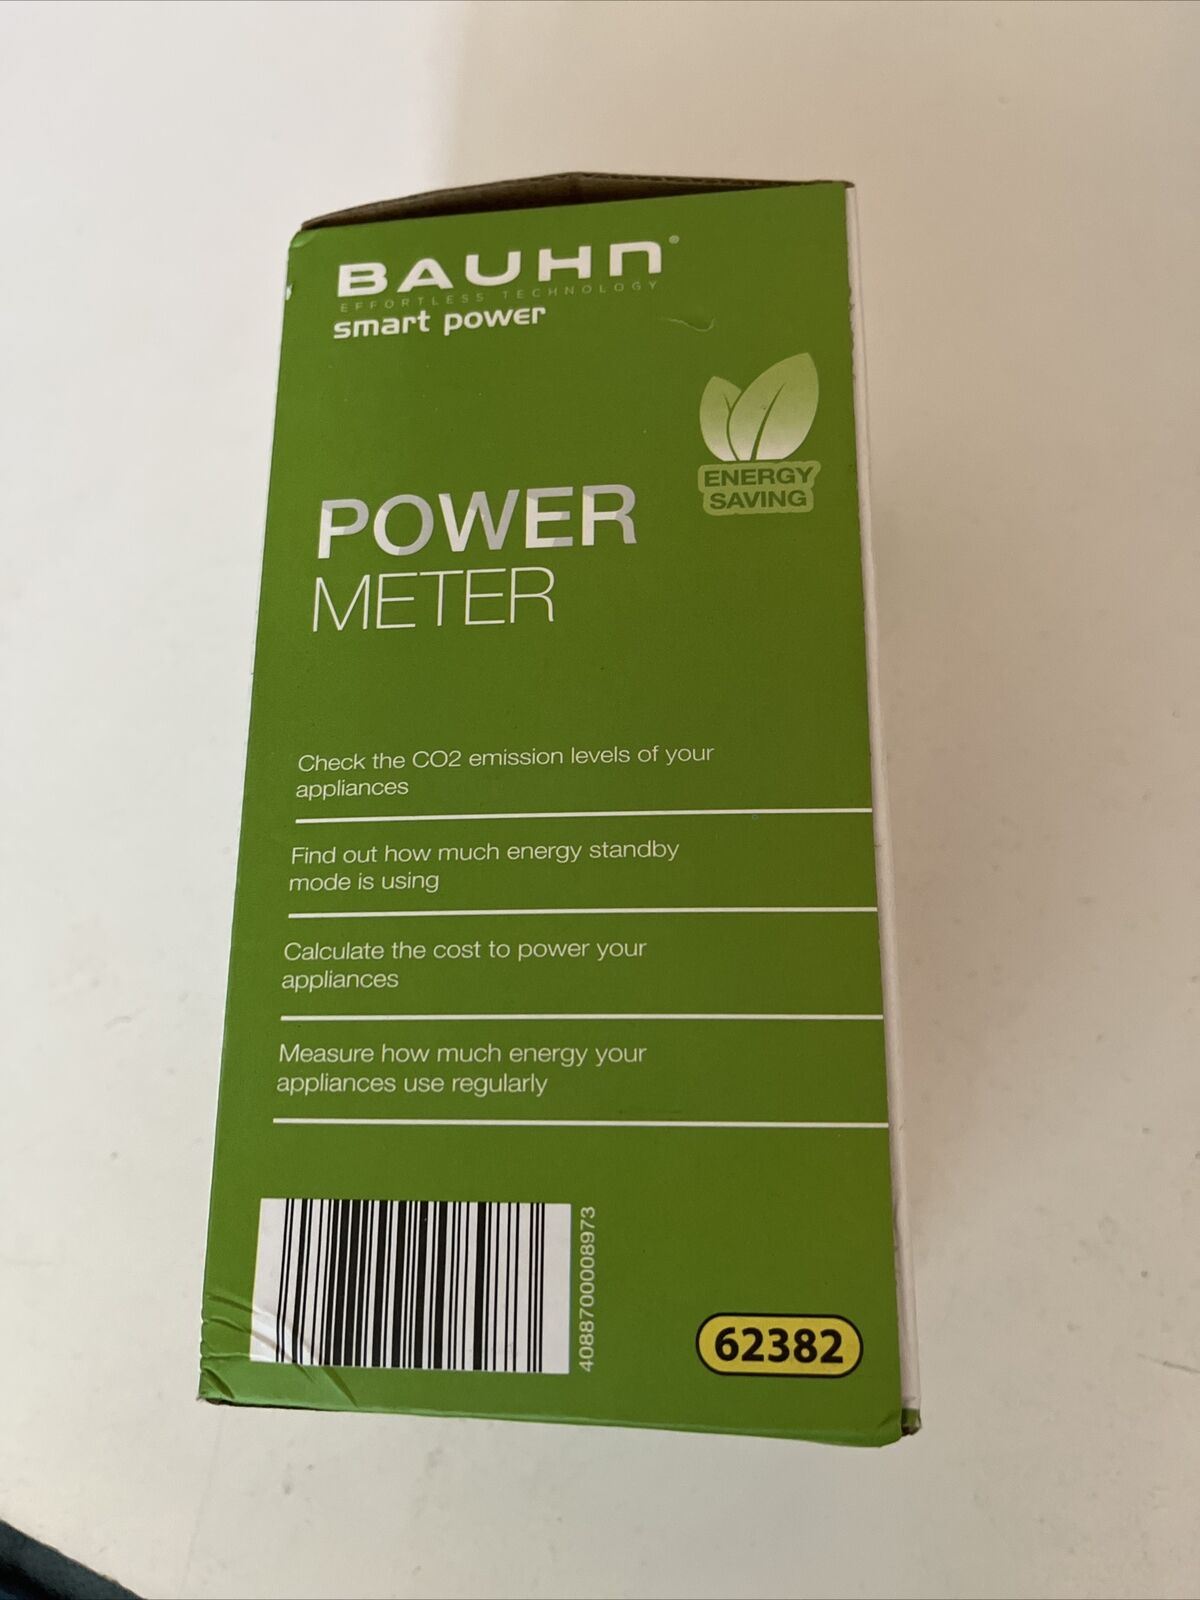 BAUHN®
EFFORTLESS TECHNOLOGY
smart power
ENERGY
SAVING
POWER
METER
Check the CO2 emission levels of your
appliances
Find out how much energy standby
mode is using
Calculate the cost to power your
appliances
Measure how much energy your
appliances use regularly
4088700008973
62382